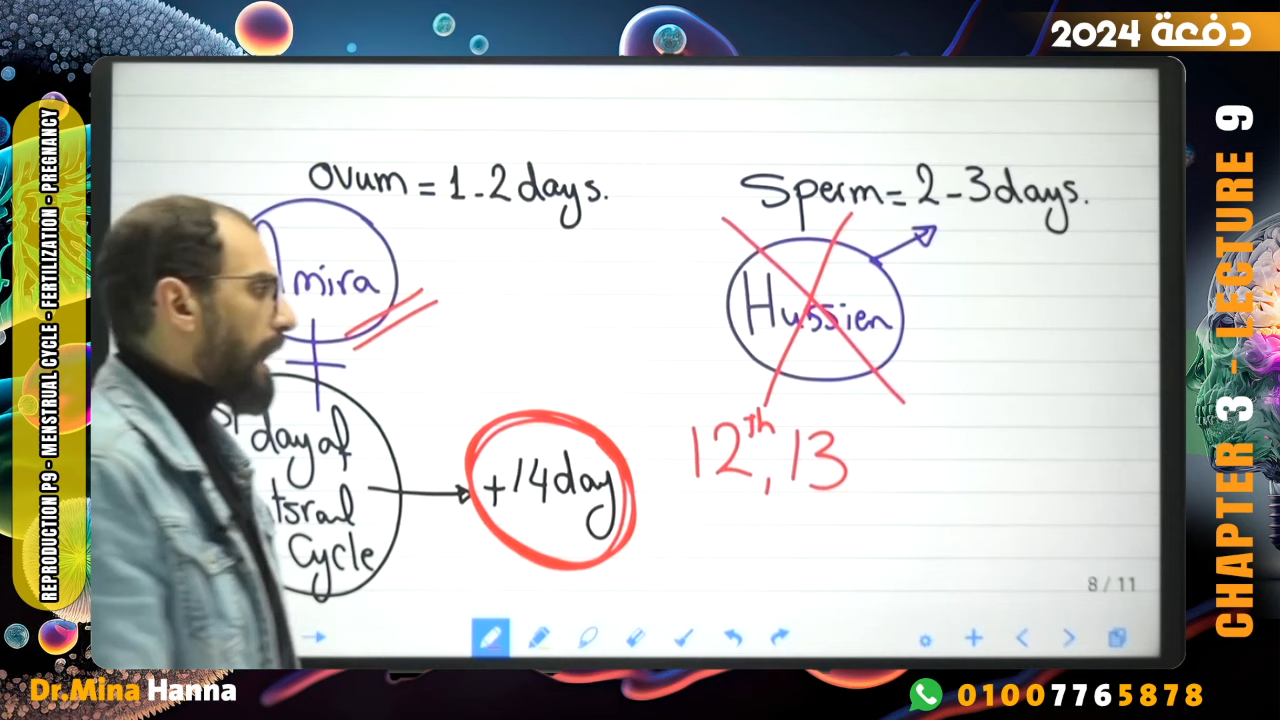 دفعة 2024
REPRODUCTION P9 - MENSTRUAL CYCLE - FERTILIZATION - PREGNANCY
Ovum = 1-2 days.
Sperm = 2-3 days.
mira
Hussien
12th, 13
day of
+14 day
Cycle
8 / 11
CHAPTER 3 - LECTURE 9
Dr.Mina Hanna
01007765878